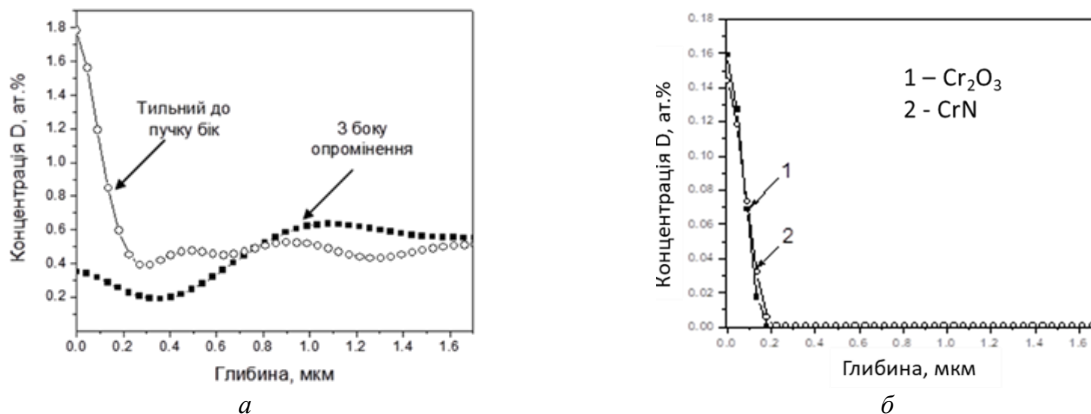 Концентрація D, ат.%
1.8
1.6
1.4
1.2
1.0
0.8
0.6
0.4
0.2
Тильний до
пучку бік
З боку
опромінення
0.0 0.2 0.4 0.6 0.8 1.0 1.2 1.4 1.6
Глибина, мкм
а
Концентрація D, ат.%
0.18
0.16
0.14
0.12
0.10
0.08
0.06
0.04
0.02
0.00
1 – Cr₂O₃
2 - CrN
1
2
0.0 0.2 0.4 0.6 0.8 1.0 1.2 1.4 1.6
Глибина, мкм
б